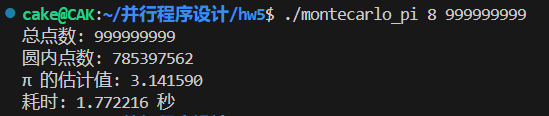 cake@CAK:~/并行程序设计/hw5$ ./montecarlo_pi 8 999999999
总点数: 999999999
圆内点数: 785397562
π 的估计值: 3.141590
耗时: 1.772216 秒